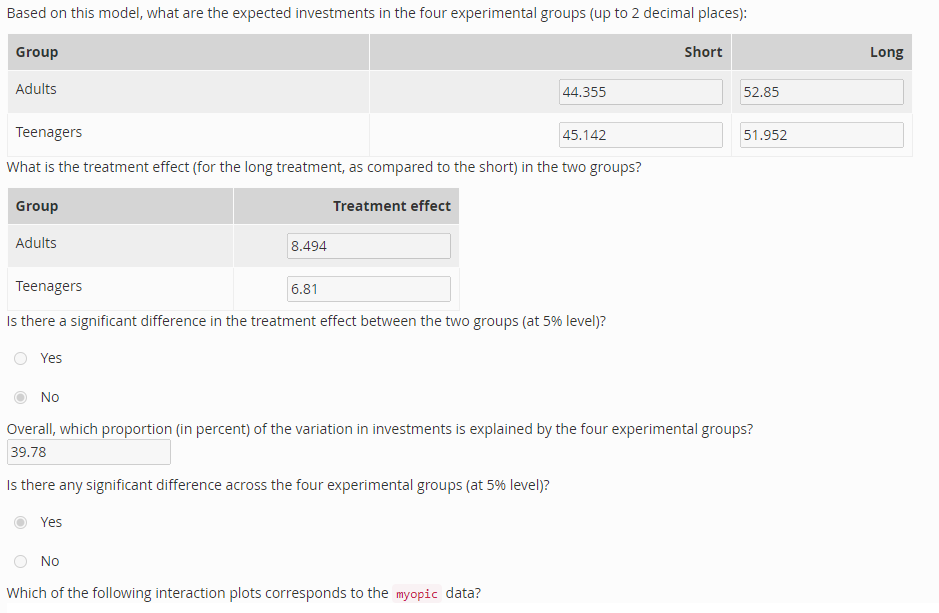 Based on this model, what are the expected investments in the four experimental groups (up to 2 decimal places):
Group Short Long
Adults 44.355 52.85
Teenagers 45.142 51.952
What is the treatment effect (for the long treatment, as compared to the short) in the two groups?
Group Treatment effect
Adults 8.494
Teenagers 6.81
Is there a significant difference in the treatment effect between the two groups (at 5% level)?
Yes
No
Overall, which proportion (in percent) of the variation in investments is explained by the four experimental groups?
39.78
Is there any significant difference across the four experimental groups (at 5% level)?
Yes
No
Which of the following interaction plots corresponds to the myopic data?